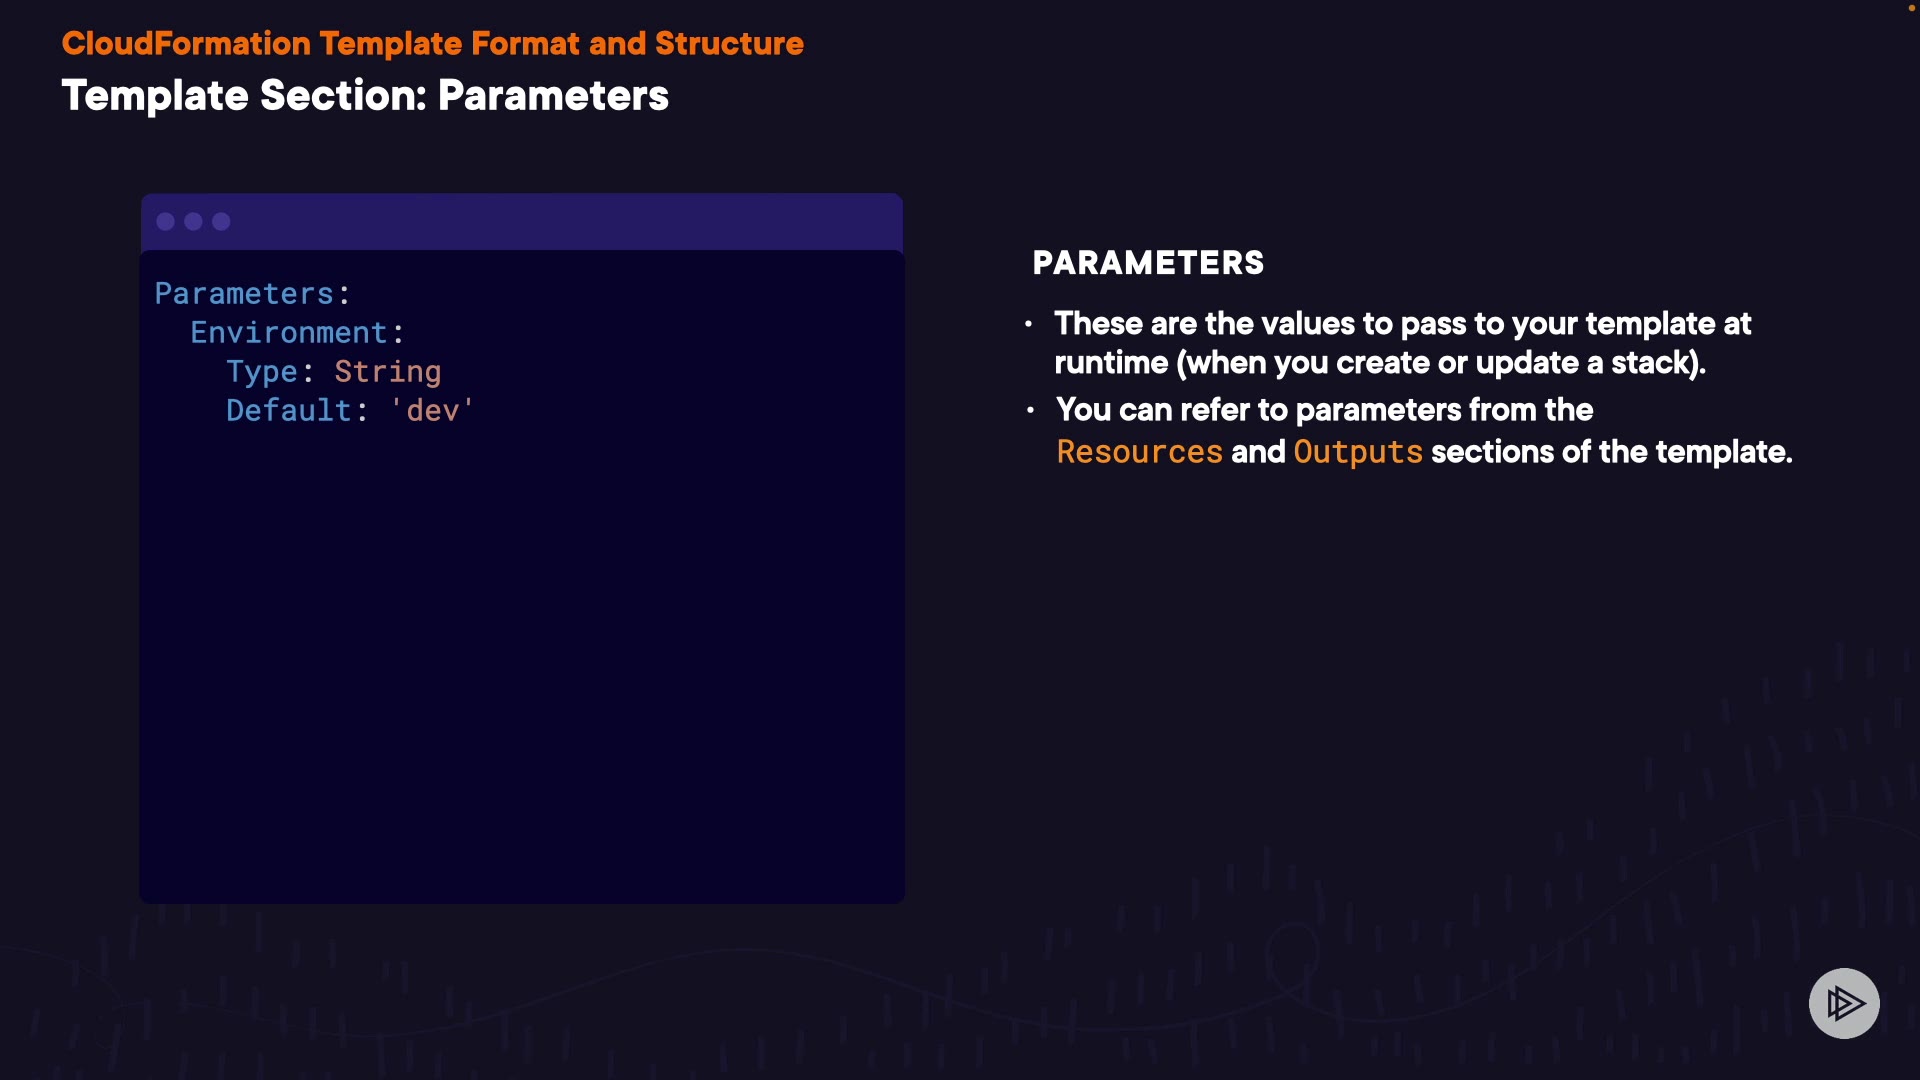 CloudFormation Template Format and Structure
Template Section: Parameters
Parameters:
  Environment:
    Type: String
    Default: 'dev'
PARAMETERS
· These are the values to pass to your template at
runtime (when you create or update a stack).
· You can refer to parameters from the
Resources and Outputs sections of the template.